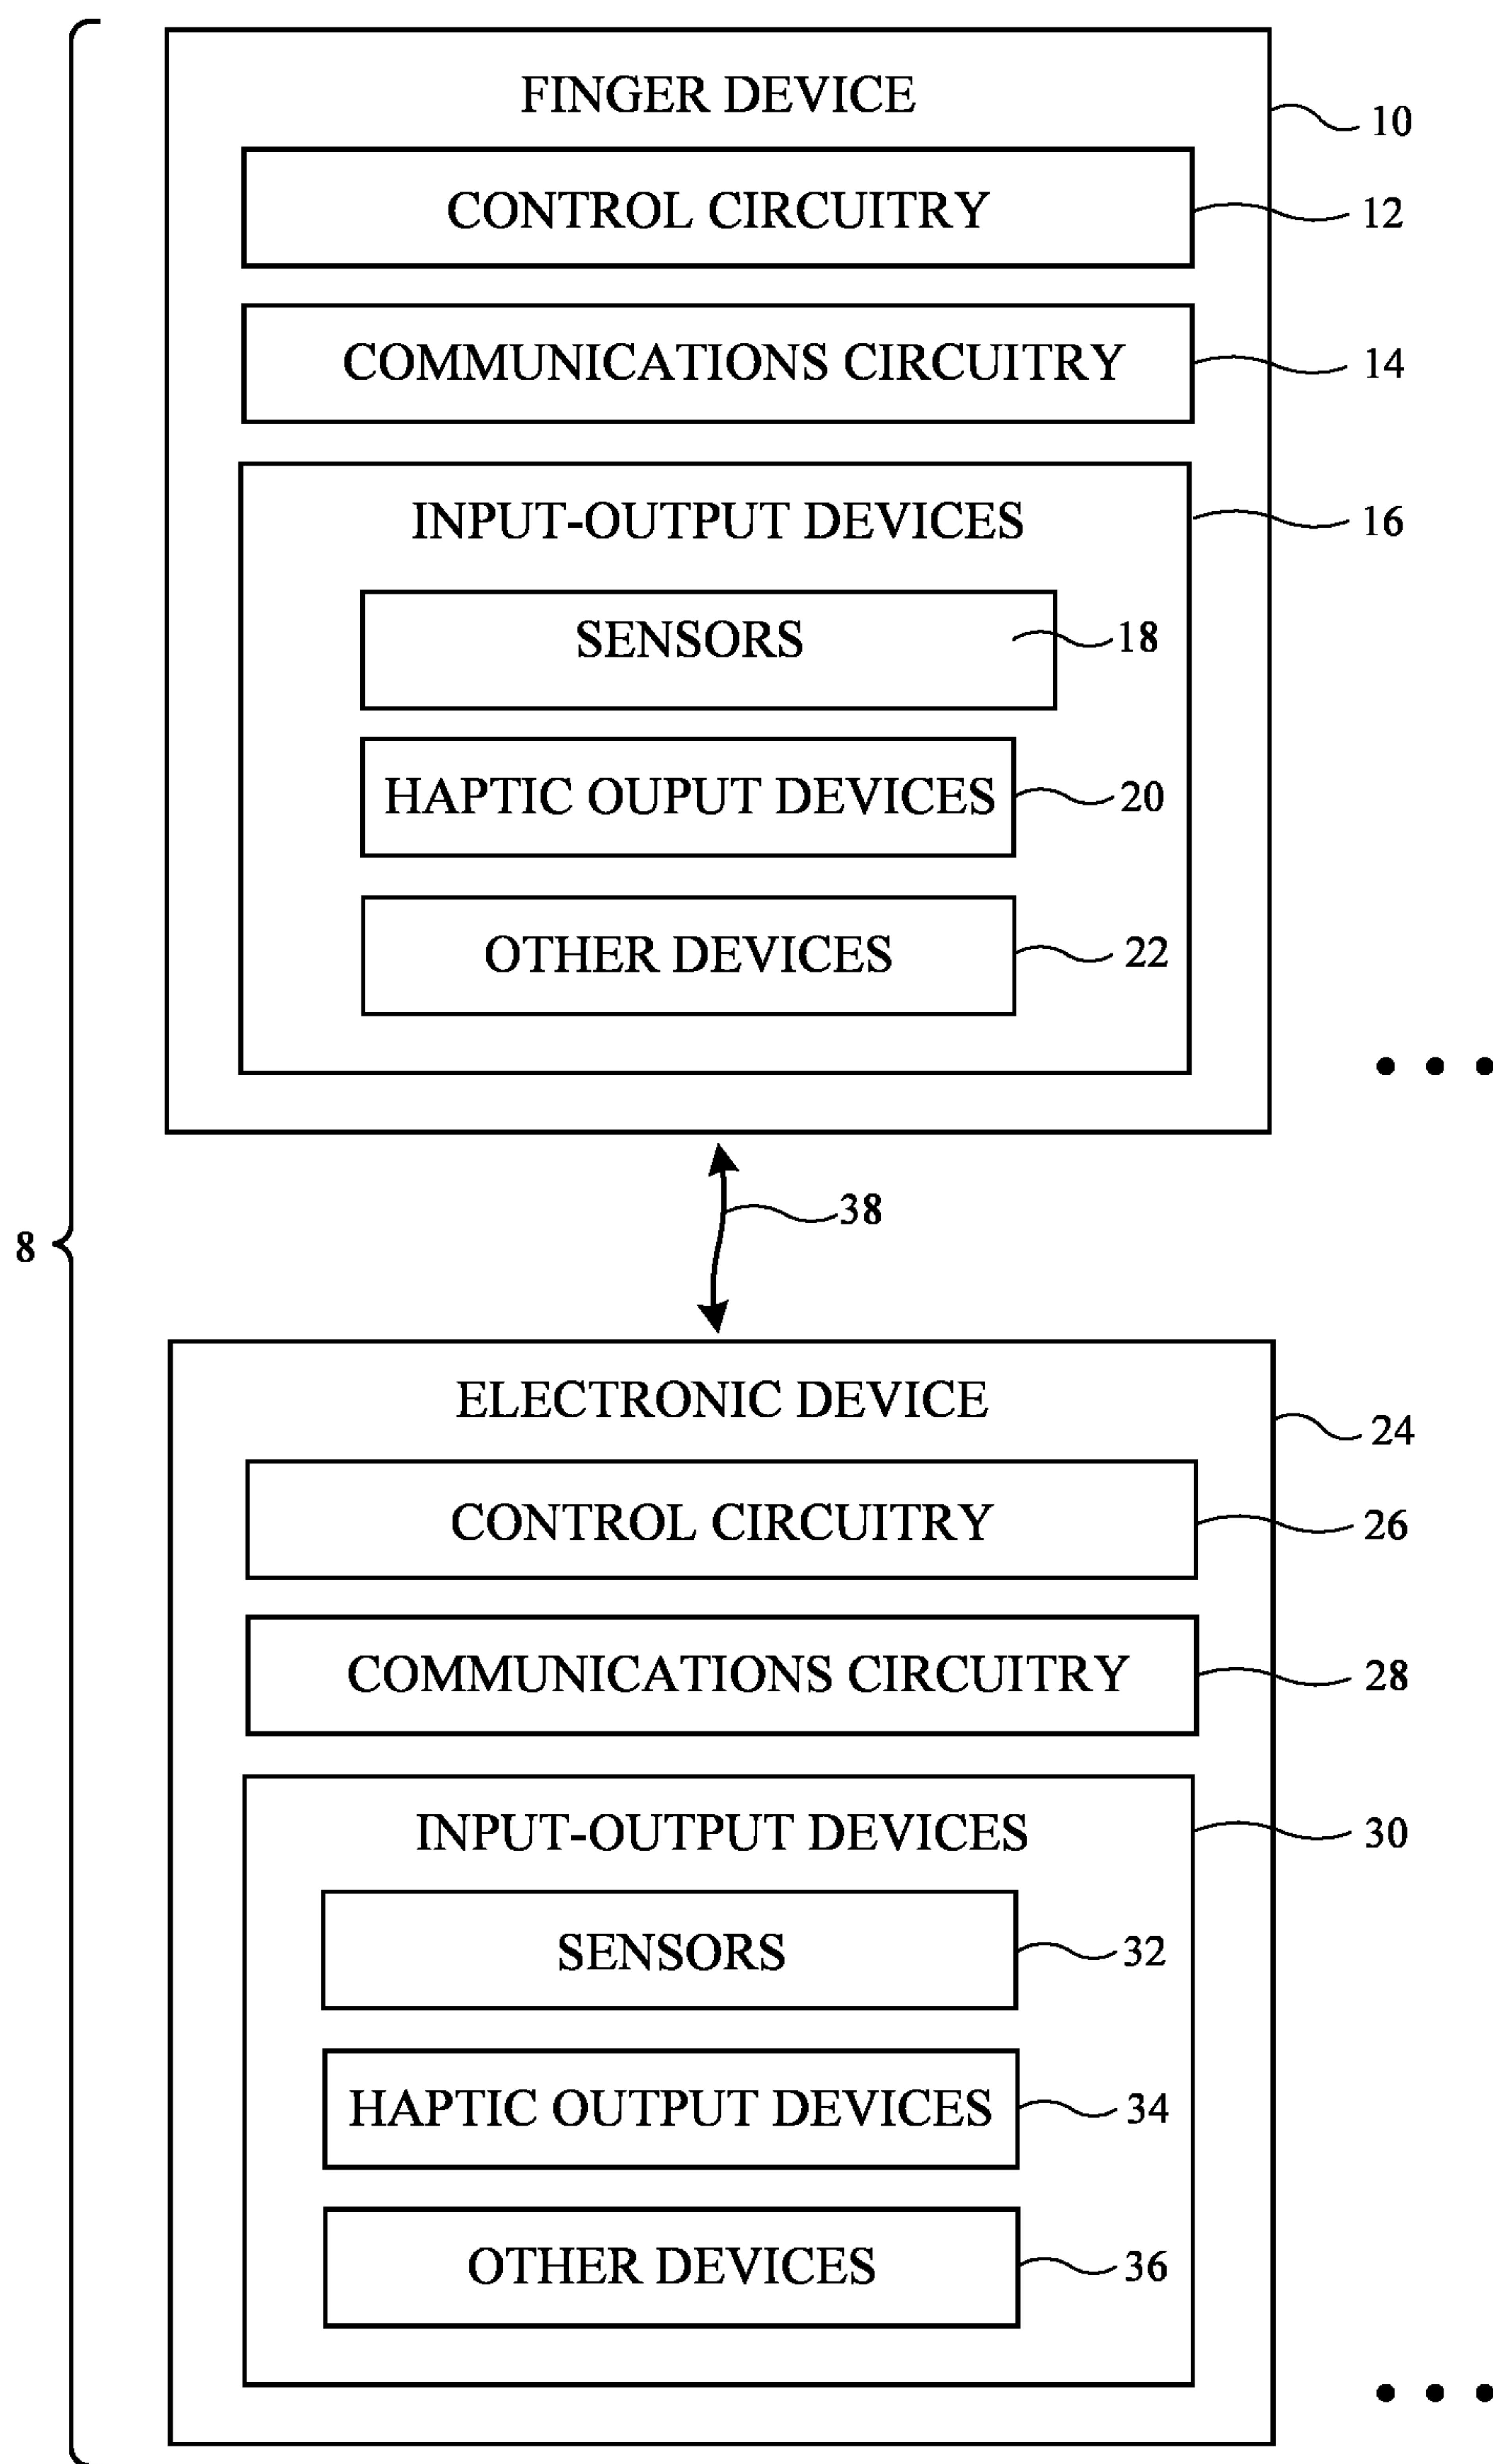 FINGER DEVICE
10
CONTROL CIRCUITRY
12
COMMUNICATIONS CIRCUITRY
14
INPUT-OUTPUT DEVICES
16
SENSORS
18
HAPTIC OUPUT DEVICES
20
OTHER DEVICES
22
38
8
ELECTRONIC DEVICE
24
CONTROL CIRCUITRY
26
COMMUNICATIONS CIRCUITRY
28
INPUT-OUTPUT DEVICES
30
SENSORS
32
HAPTIC OUTPUT DEVICES
34
OTHER DEVICES
36